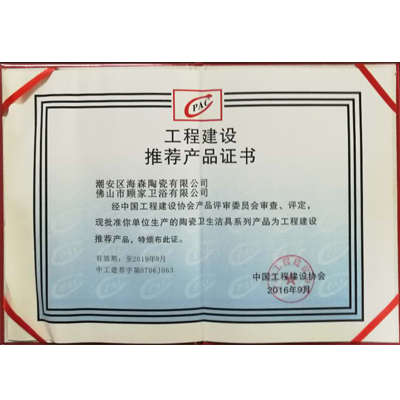 PAC
工程建设
推荐产品证书
潮安区海森陶瓷有限公司
佛山市顾家卫浴有限公司
经中国工程建设协会产品评审委员会审查、评定,
现批准你单位生产的陶瓷卫生洁具系列产品为工程建设
推荐产品,特颁布此证。
有效期:至2019年9月
中工建荐字第0706J063
中国工程建设协会
2016年9月